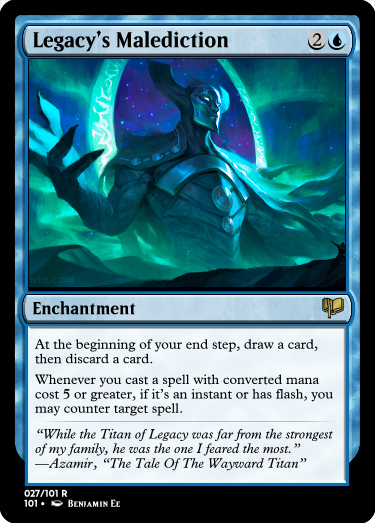 Legacy's Malediction 2
Enchantment
At the beginning of your end step, draw a card,
then discard a card.
Whenever you cast a spell with converted mana
cost 5 or greater, if it's an instant or has flash, you
may counter target spell.
“While the Titan of Legacy was far from the strongest
of my family, he was the one I feared the most.”
—Azamir, “The Tale Of The Wayward Titan”
027/101 R
101 • Benjamin Ee